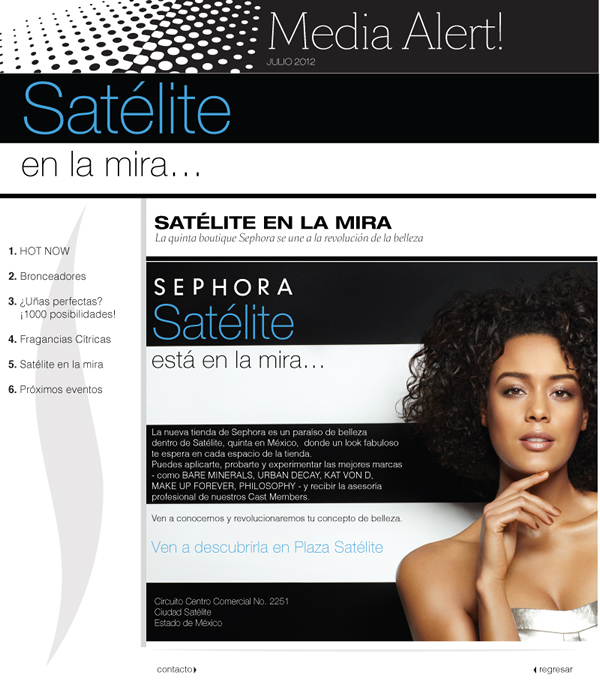 Media Alert!
JULIO 2012
Satélite
en la mira...
1. HOT NOW
2. Bronceadores
3. ¿Uñas perfectas?
¡1000 posibilidades!
4. Fragancias Cítricas
5. Satélite en la mira
6. Próximos eventos
SATÉLITE EN LA MIRA
La quinta boutique Sephora se une a la revolución de la belleza
SEPHORA
Satélite
está en la mira...
La nueva tienda de Sephora es un paraíso de belleza
dentro de Satélite, quinta en México, donde un look fabuloso
te espera en cada espacio de la tienda.
Puedes aplicarte, probarte y experimentar las mejores marcas
- como BARE MINERALS, URBAN DECAY, KAT VON D,
MAKE UP FOREVER, PHILOSOPHY - y recibir la asesoría
profesional de nuestros Cast Members.
Ven a conocernos y revolucionaremos tu concepto de belleza.
Ven a descubrirla en Plaza Satélite
Circuito Centro Comercial No. 2251
Ciudad Satélite
Estado de México
contacto
regresar